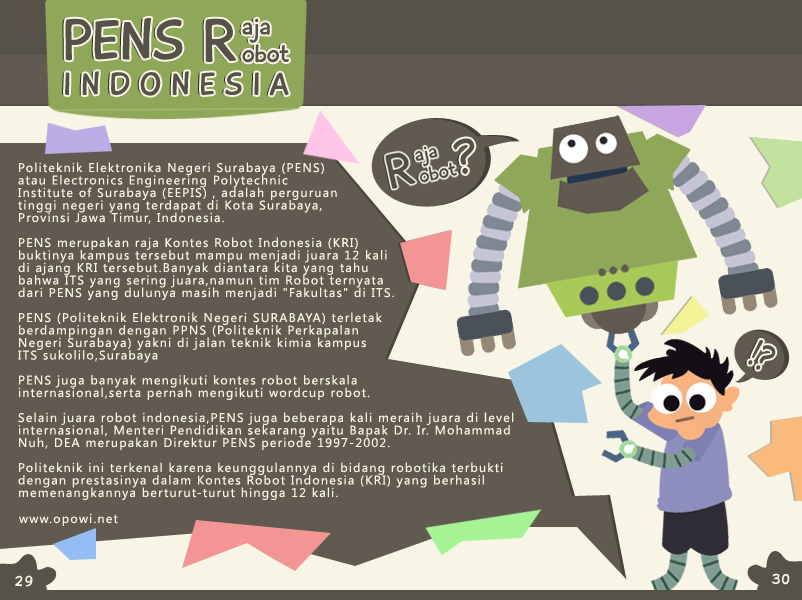 PENS Raja Robot
INDONESIA
Politeknik Elektronika Negeri Surabaya (PENS)
atau Electronics Engineering Polytechnic
Institute of Surabaya (EEPIS) , adalah perguruan
tinggi negeri yang terdapat di Kota Surabaya,
Provinsi Jawa Timur, Indonesia.
PENS merupakan raja Kontes Robot Indonesia (KRI)
buktinya kampus tersebut mampu menjadi juara 12 kali
di ajang KRI tersebut.Banyak diantara kita yang tahu
bahwa ITS yang sering juara,namun tim Robot ternyata
dari PENS yang dulunya masih menjadi "Fakultas" di ITS.
PENS (Politeknik Elektronik Negeri SURABAYA) terletak
berdampingan dengan PPNS (Politeknik Perkapalan
Negeri Surabaya) yakni di jalan teknik kimia kampus
ITS sukolilo,Surabaya
PENS juga banyak mengikuti kontes robot berskala
internasional,serta pernah mengikuti wordcup robot.
Selain juara robot indonesia,PENS juga beberapa kali meraih juara di level
internasional, Menteri Pendidikan sekarang yaitu Bapak Dr. Ir. Mohammad
Nuh, DEA merupakan Direktur PENS periode 1997-2002.
Politeknik ini terkenal karena keunggulannya di bidang robotika terbukti
dengan prestasinya dalam Kontes Robot Indonesia (KRI) yang berhasil
memenangkannya berturut-turut hingga 12 kali.
www.opowi.net
Raja Robot?
!?
29
30